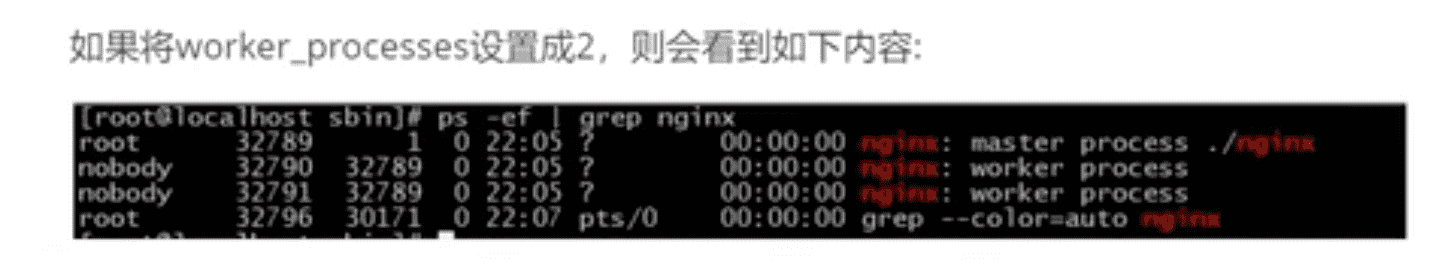 如果将worker_processes设置成2，则会看到如下内容:
[root@localhost sbin]# ps -ef | grep nginx
root 32789 1 0 22:05 ? 00:00:00 nginx: master process ./nginx
nobody 32790 32789 0 22:05 ? 00:00:00 nginx: worker process
nobody 32791 32789 0 22:05 ? 00:00:00 nginx: worker process
root 32796 30171 0 22:07 pts/0 00:00:00 grep --color=auto nginx